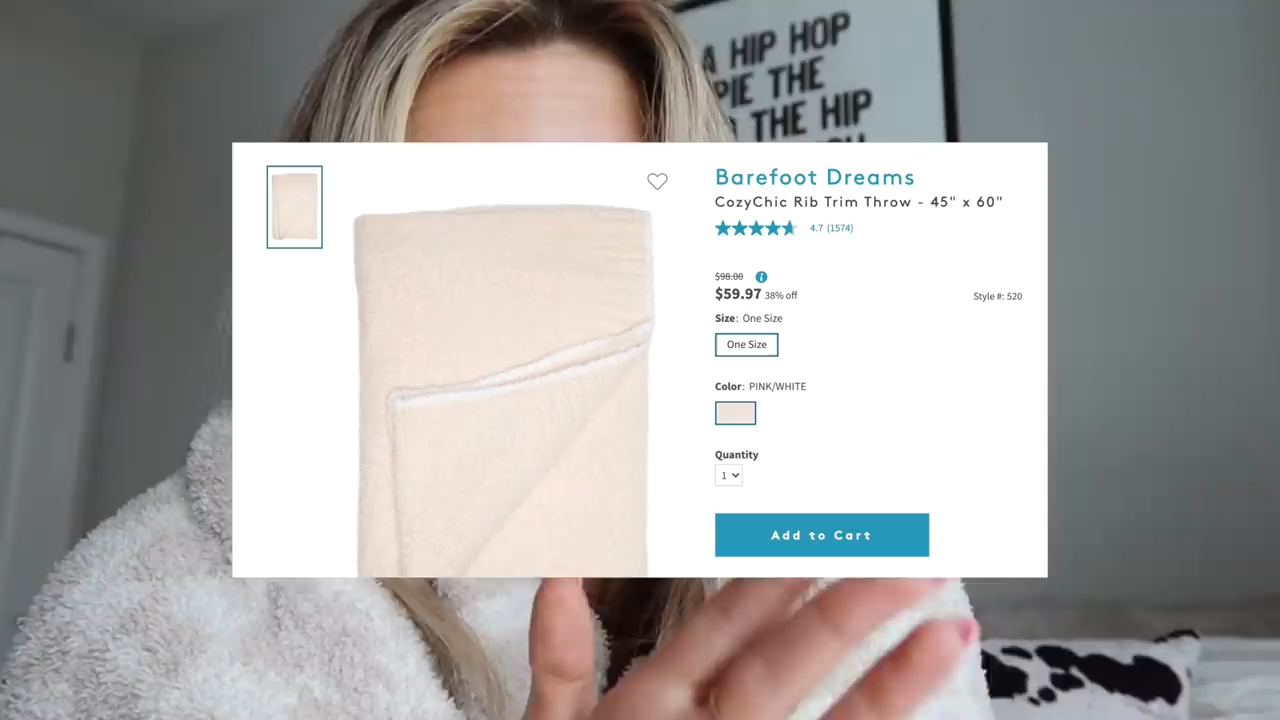 A HIP HOP
PIE THE
THE HIP
Barefoot Dreams
CozyChic Rib Trim Throw - 45" x 60"
4.7 (1574)
$98.00
$59.97 38% off
Style #: 520
Size: One Size
One Size
Color: PINK/WHITE
Quantity
1
Add to Cart